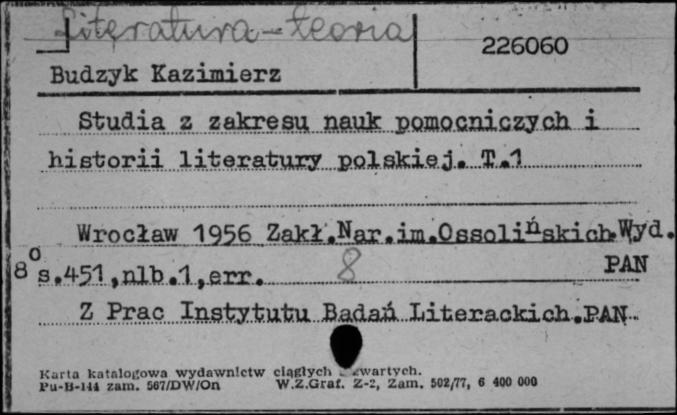 Literatura-teoria
226060
Budzyk Kazimierz
Studia z zakresu nauk pomocniczych i
historii literatury polskiej. T.1
Wrocław 1956 Zakł.Nar.im.Ossolińskich.Wyd.
PAN
8° s.451,nlb.1,err. 8
Z Prac Instytutu Badań Literackich.PAN
Karta katalogowa wydawnictw ciągłych zwartych.
Pu-B-144 zam. 567/DW/On W.Z.Graf. Z-2, Zam. 502/77, 6 400 000